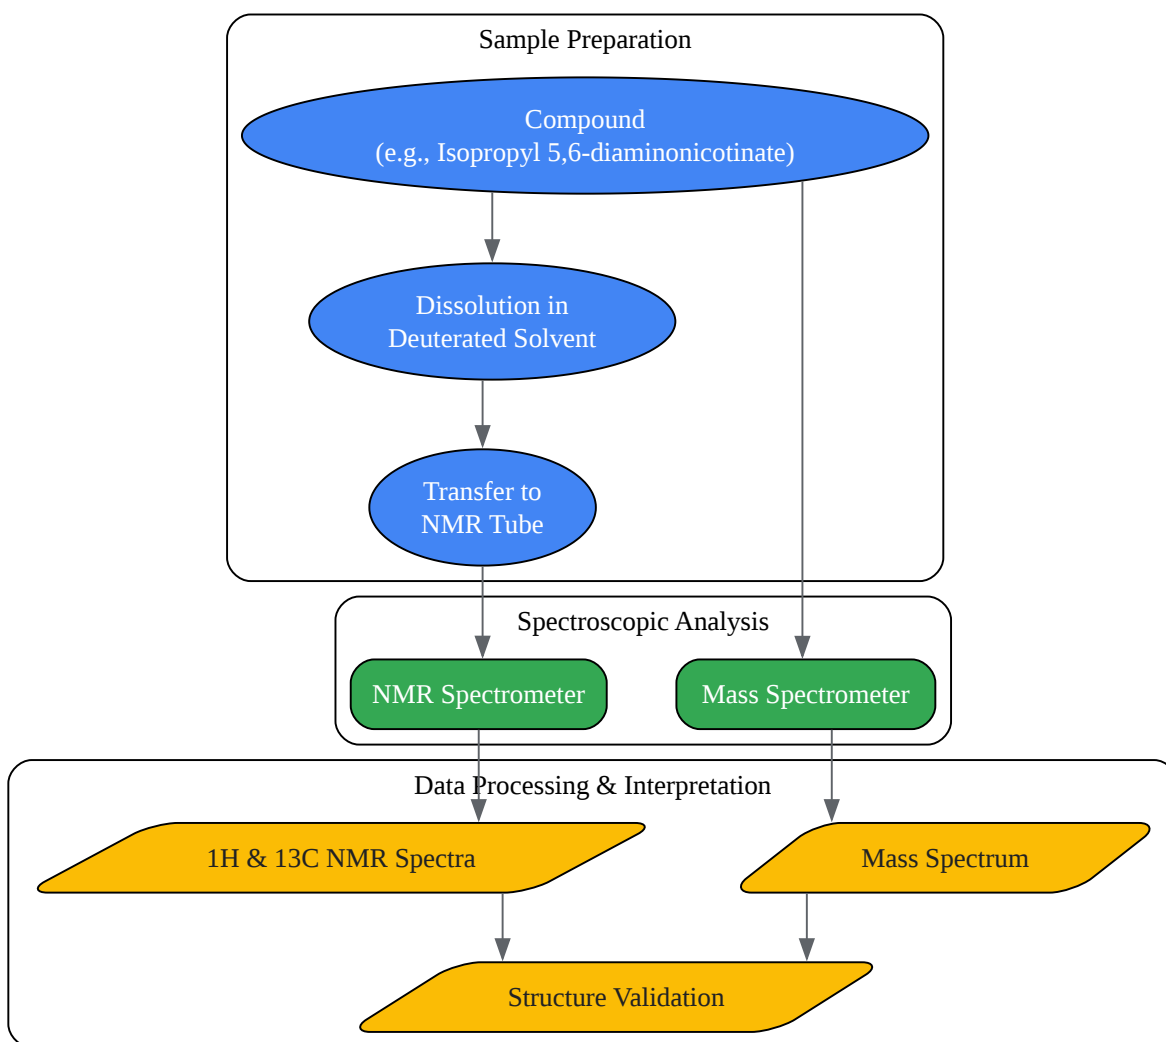 Sample Preparation
Compound
(e.g., Isopropyl 5,6-diaminonicotinate)
Dissolution in
Deuterated Solvent
Transfer to
NMR Tube
Spectroscopic Analysis
NMR Spectrometer
Mass Spectrometer
Data Processing & Interpretation
1H & 13C NMR Spectra
Mass Spectrum
Structure Validation